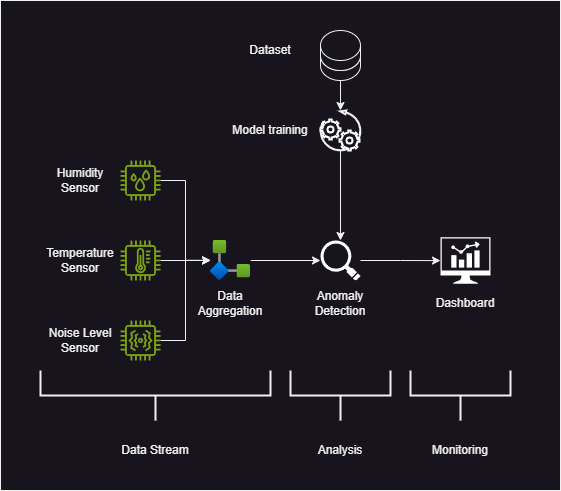 Dataset
Model training
Humidity
Sensor
Temperature
Sensor
Noise Level
Sensor
Data
Aggregation
Anomaly
Detection
Dashboard
Data Stream
Analysis
Monitoring